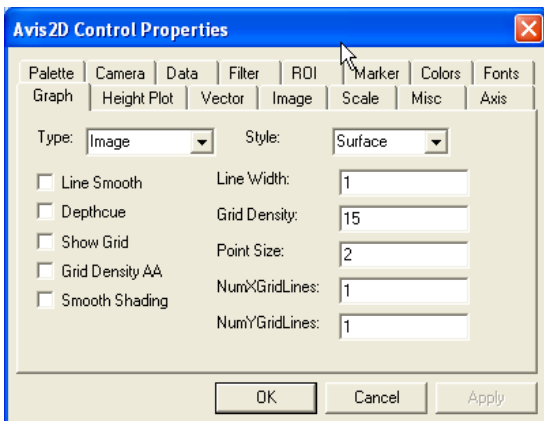 Avis2D Control Properties
Palette Camera Data Filter ROI Marker Colors Fonts
Graph Height Plot Vector Image Scale Misc Axis
Type: Image Style: Surface
Line Smooth Line Width: 1
Depthcue Grid Density: 15
Show Grid Point Size: 2
Grid Density AA NumXGridLines: 1
Smooth Shading NumYGridLines: 1
OK Cancel Apply